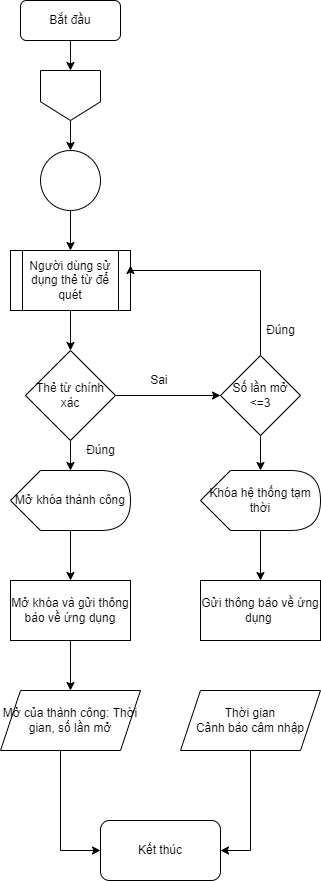 Bắt đầu
Người dùng sử
dụng thẻ từ để
quét
Đúng
Thẻ từ chính
xác
Sai
Số lần mở
<=3
Đúng
Mở khóa thành công
Khóa hệ thống tạm
thời
Mở khóa và gửi thông
báo về ứng dụng
Gửi thông báo về ứng
dụng
Mở của thành công: Thời
gian, số lần mở
Thời gian
Cảnh báo câm nhập
Kết thúc